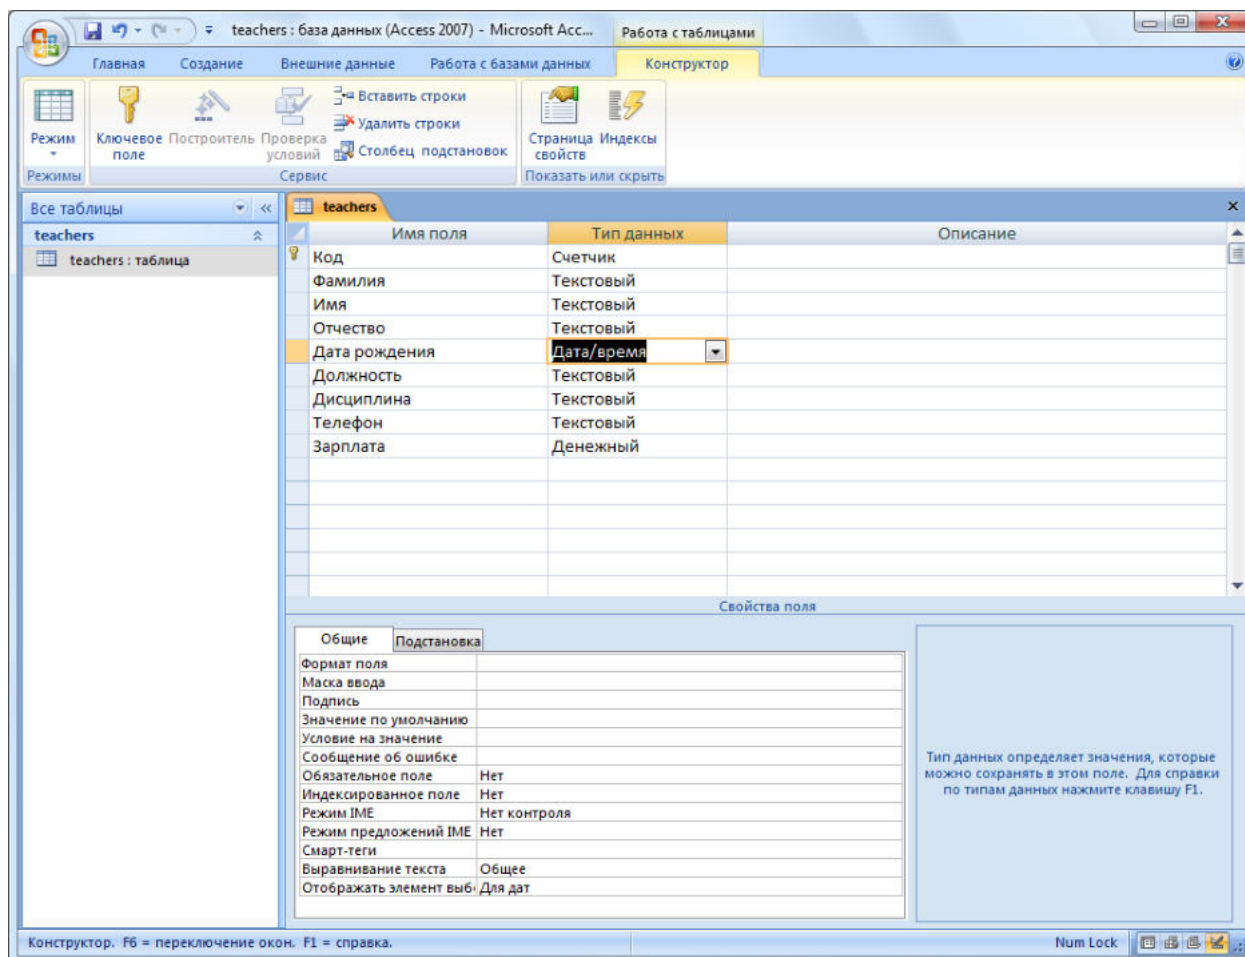 teachers : база данных (Access 2007) - Microsoft Acc...
Работа с таблицами
Главная Создание Внешние данные Работа с базами данных Конструктор
Режим
Ключевое поле
Построитель
Проверка условий
Вставить строки
Удалить строки
Столбец подстановок
Страница свойств
Индексы
Режимы Сервис Показать или скрыть
Все таблицы
teachers
teachers : таблица
teachers
Имя поля Тип данных Описание
Код Счетчик
Фамилия Текстовый
Имя Текстовый
Отчество Текстовый
Дата рождения Дата/время
Должность Текстовый
Дисциплина Текстовый
Телефон Текстовый
Зарплата Денежный
Свойства поля
Общие Подстановка
Формат поля
Маска ввода
Подпись
Значение по умолчанию
Условие на значение
Сообщение об ошибке
Обязательное поле Нет
Индексированное поле Нет
Режим IME Нет контроля
Режим предложений IME Нет
Смарт-теги
Выравнивание текста Общее
Отображать элемент выб Для дат
Тип данных определяет значения, которые
можно сохранять в этом поле. Для справки
по типам данных нажмите клавишу F1.
Конструктор. F6 = переключение окон. F1 = справка. Num Lock